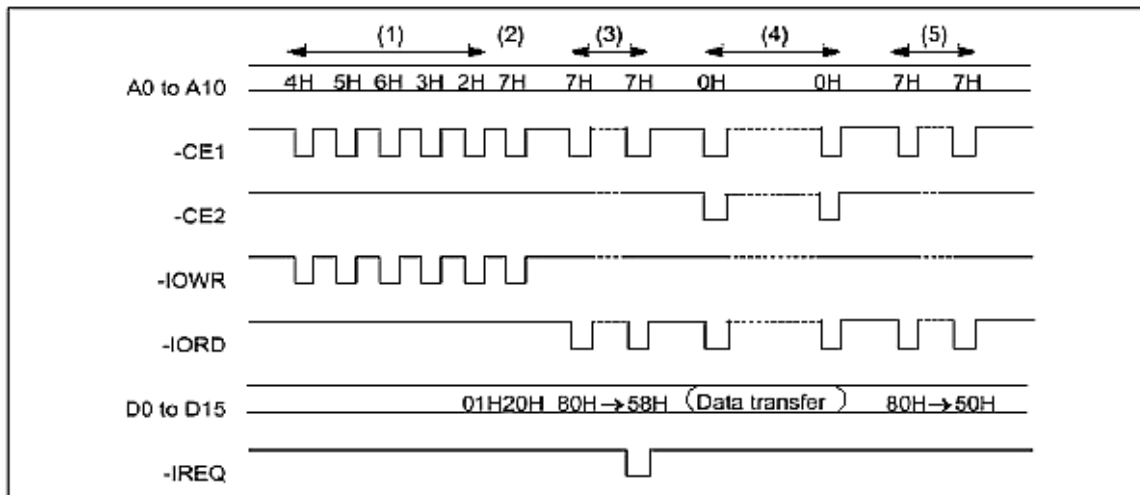 (1) (2) (3) (4) (5)
A0 to A10 4H 5H 6H 3H 2H 7H 7H 7H 0H 0H 7H 7H
-CE1
-CE2
-IOWR
-IORD
D0 to D15 01H20H 80H→58H (Data transfer) 80H→50H
-IREQ